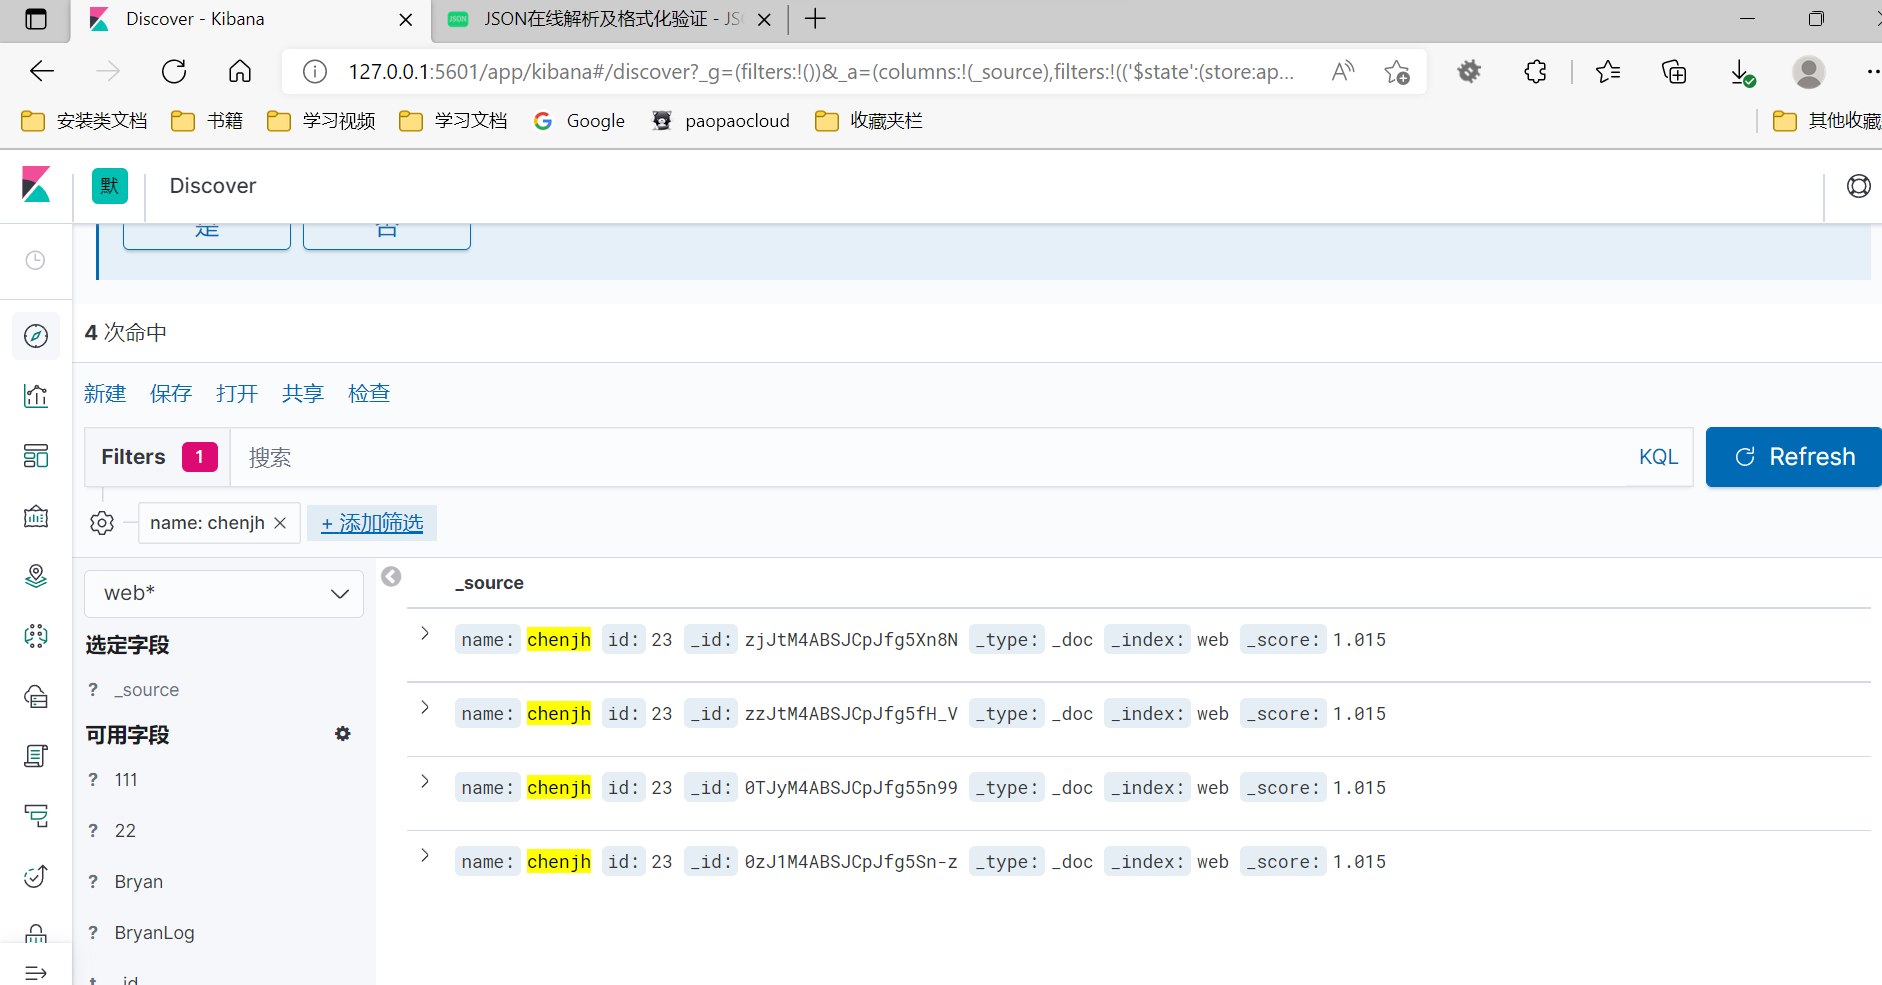 Discover - Kibana
JSON在线解析及格式化验证 - JS
127.0.0.1:5601/app/kibana#/discover?_g=(filters:!())&_a=(columns:!(_source),filters:!(('$state':(store:ap...
安装类文档 书籍 学习视频 学习文档 Google paopaocloud 收藏夹栏 其他收藏
默 Discover
是 否
4 次命中
新建 保存 打开 共享 检查
Filters 1 搜索 KQL Refresh
name: chenjh + 添加筛选
web*
选定字段
? _source
可用字段
? 111
? 22
? Bryan
? BryanLog
t _id
_source
name: chenjh id: 23 _id: zjJtM4ABSJCpJfg5Xn8N _type: _doc _index: web _score: 1.015
name: chenjh id: 23 _id: zzJtM4ABSJCpJfg5fH_V _type: _doc _index: web _score: 1.015
name: chenjh id: 23 _id: 0TJyM4ABSJCpJfg55n99 _type: _doc _index: web _score: 1.015
name: chenjh id: 23 _id: 0zJ1M4ABSJCpJfg5Sn-z _type: _doc _index: web _score: 1.015